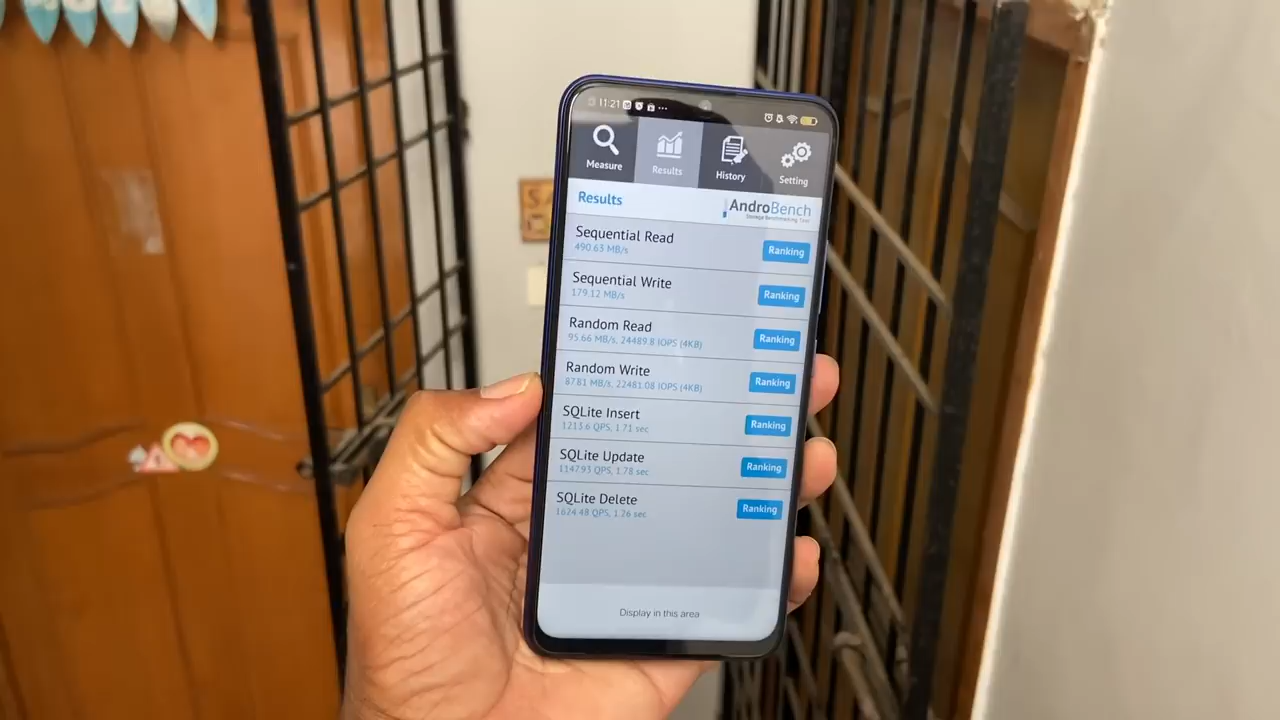 11:21
Measure
Results
History
Setting
Results
AndroBench
Storage Benchmarking Tool
Sequential Read
490.63 MB/s
Ranking
Sequential Write
179.12 MB/s
Ranking
Random Read
95.66 MB/s, 24489.8 IOPS (4KB)
Ranking
Random Write
87.81 MB/s, 22481.08 IOPS (4KB)
Ranking
SQLite Insert
1213.6 QPS, 1.71 sec
Ranking
SQLite Update
1147.93 QPS, 1.78 sec
Ranking
SQLite Delete
1624.48 QPS, 1.26 sec
Ranking
Display in this area